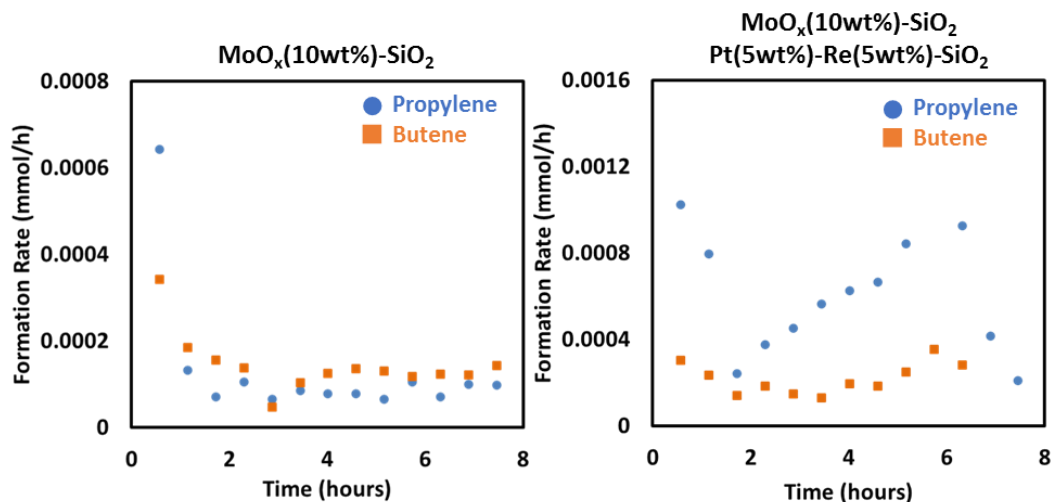 MoOₓ(10wt%)-SiO₂
Formation Rate (mmol/h)
0.0008
0.0006
0.0004
0.0002
0
Propylene
Butene
0 2 4 6 8
Time (hours)
MoOₓ(10wt%)-SiO₂
Pt(5wt%)-Re(5wt%)-SiO₂
Formation Rate (mmol/h)
0.0016
0.0012
0.0008
0.0004
0
Propylene
Butene
0 2 4 6 8
Time (hours)